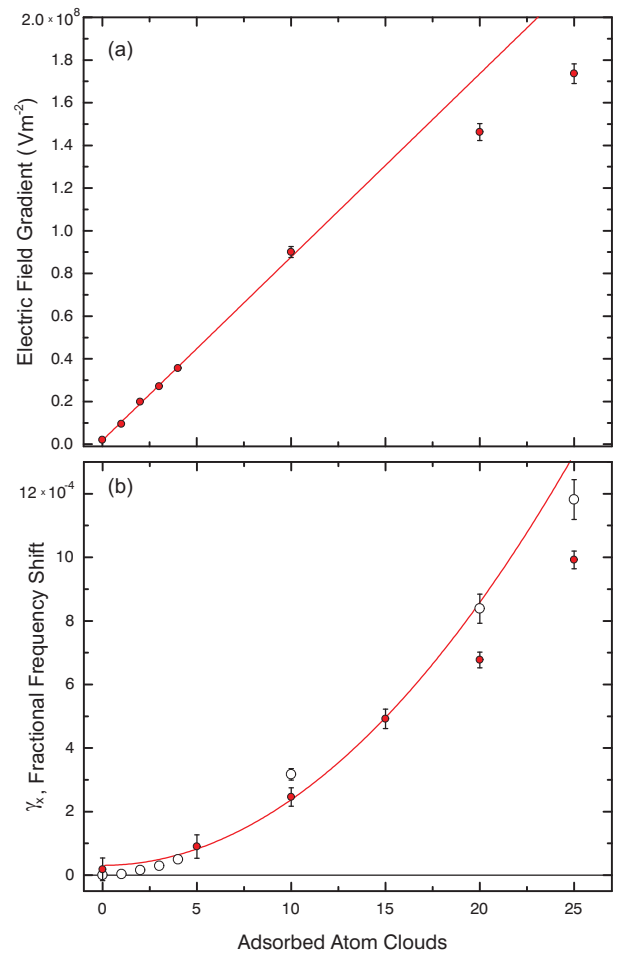 2.0 × 10⁸
(a)
1.8
1.6
1.4
1.2
1.0
0.8
0.6
0.4
0.2
0.0
Electric Field Gradient (Vm⁻²)
12 × 10⁻⁴
(b)
10
8
6
4
2
0
γₓ, Fractional Frequency Shift
0 5 10 15 20 25
Adsorbed Atom Clouds